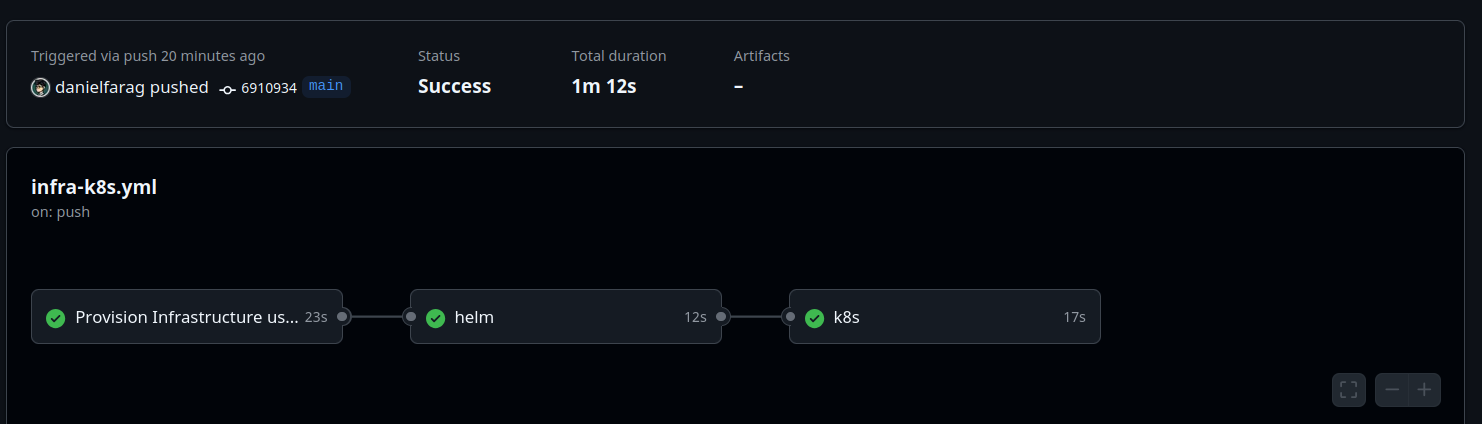 Triggered via push 20 minutes ago
danielfarag pushed 6910934 main
Status
Success
Total duration
1m 12s
Artifacts
–
infra-k8s.yml
on: push
Provision Infrastructure us... 23s
helm 12s
k8s 17s